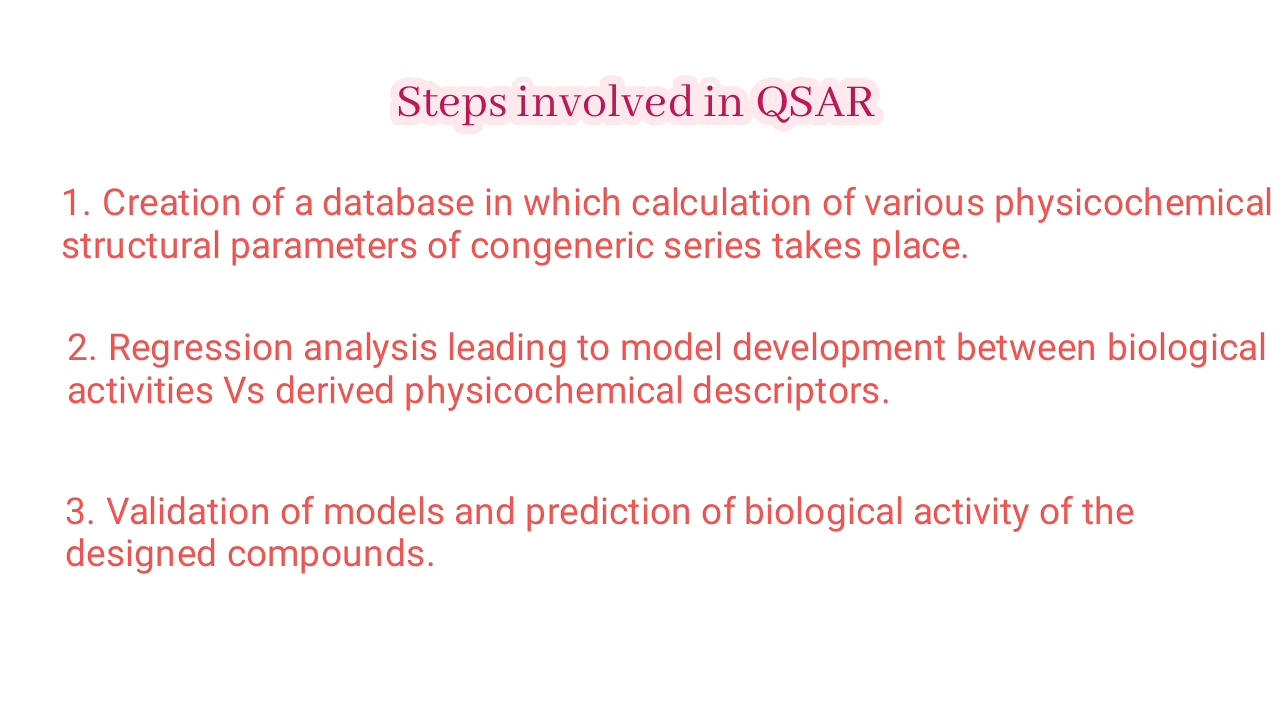 Steps involved in QSAR
1. Creation of a database in which calculation of various physicochemical
structural parameters of congeneric series takes place.
2. Regression analysis leading to model development between biological
activities Vs derived physicochemical descriptors.
3. Validation of models and prediction of biological activity of the
designed compounds.